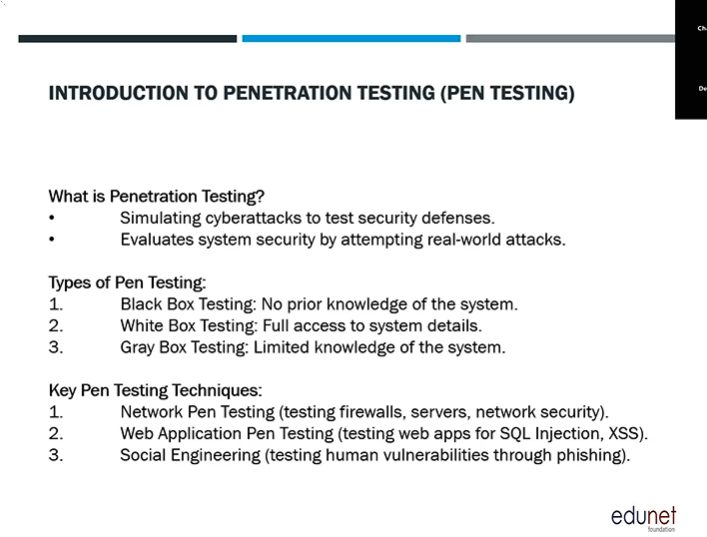 INTRODUCTION TO PENETRATION TESTING (PEN TESTING)
What is Penetration Testing?
• Simulating cyberattacks to test security defenses.
• Evaluates system security by attempting real-world attacks.
Types of Pen Testing:
1. Black Box Testing: No prior knowledge of the system.
2. White Box Testing: Full access to system details.
3. Gray Box Testing: Limited knowledge of the system.
Key Pen Testing Techniques:
1. Network Pen Testing (testing firewalls, servers, network security).
2. Web Application Pen Testing (testing web apps for SQL Injection, XSS).
3. Social Engineering (testing human vulnerabilities through phishing).
edunet
foundation